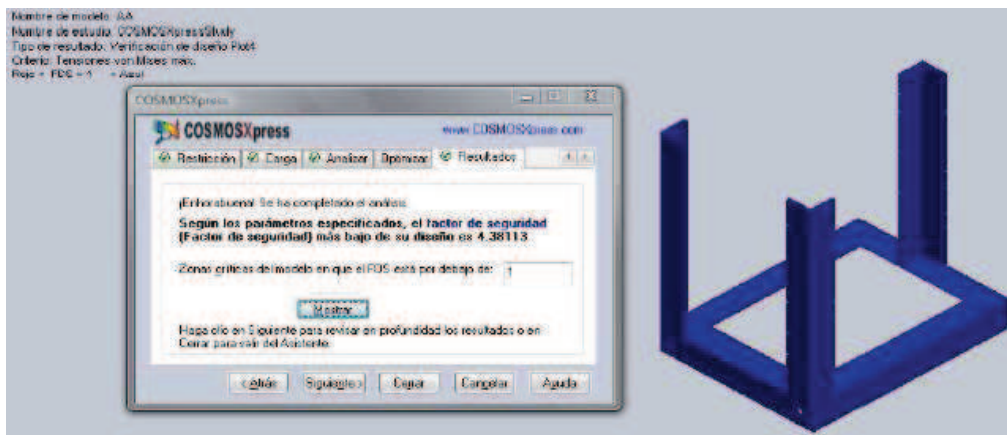 Nombre de modelo: AA
Nombre de estudio: COSMOSXpressStudy
Tipo de resultado: Verificación de diseño Plot4
Criterio: Tensiones von Mises máx.
Rojo < FDS = 1 < Azul
COSMOSXpress
COSMOSXpress
www.COSMOSXpress.com
Restricción Carga Analizar Optimizar Resultados
¡Enhorabuena! Se ha completado el análisis.
Según los parámetros especificados, el factor de seguridad
(Factor de seguridad) más bajo de su diseño es 4.38113
Zonas críticas del modelo en que el FDS está por debajo de: 1
Mostrar
Haga clic en Siguiente para revisar en profundidad los resultados o en
Cerrar para salir del Asistente.
< Atrás Siguiente > Cerrar Cancelar Ayuda